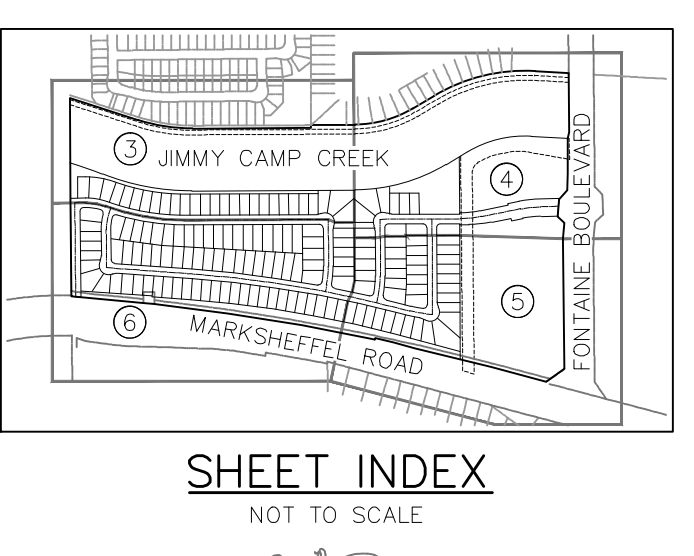 3
JIMMY CAMP CREEK
4
FONTAINE BOULEVARD
5
6
MARKSHEFFEL ROAD
SHEET INDEX
NOT TO SCALE